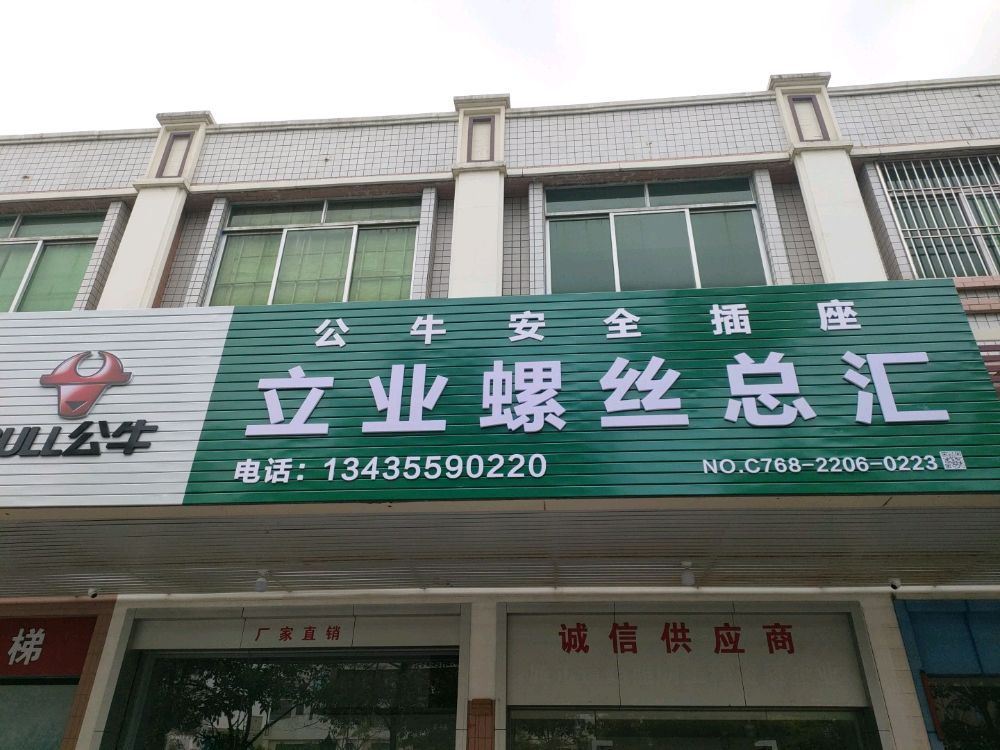 公牛安全插座
BULL公牛
立业螺丝总汇
电话：13435590220
NO.C768-2206-0223
厂家直销
诚信供应商
梯